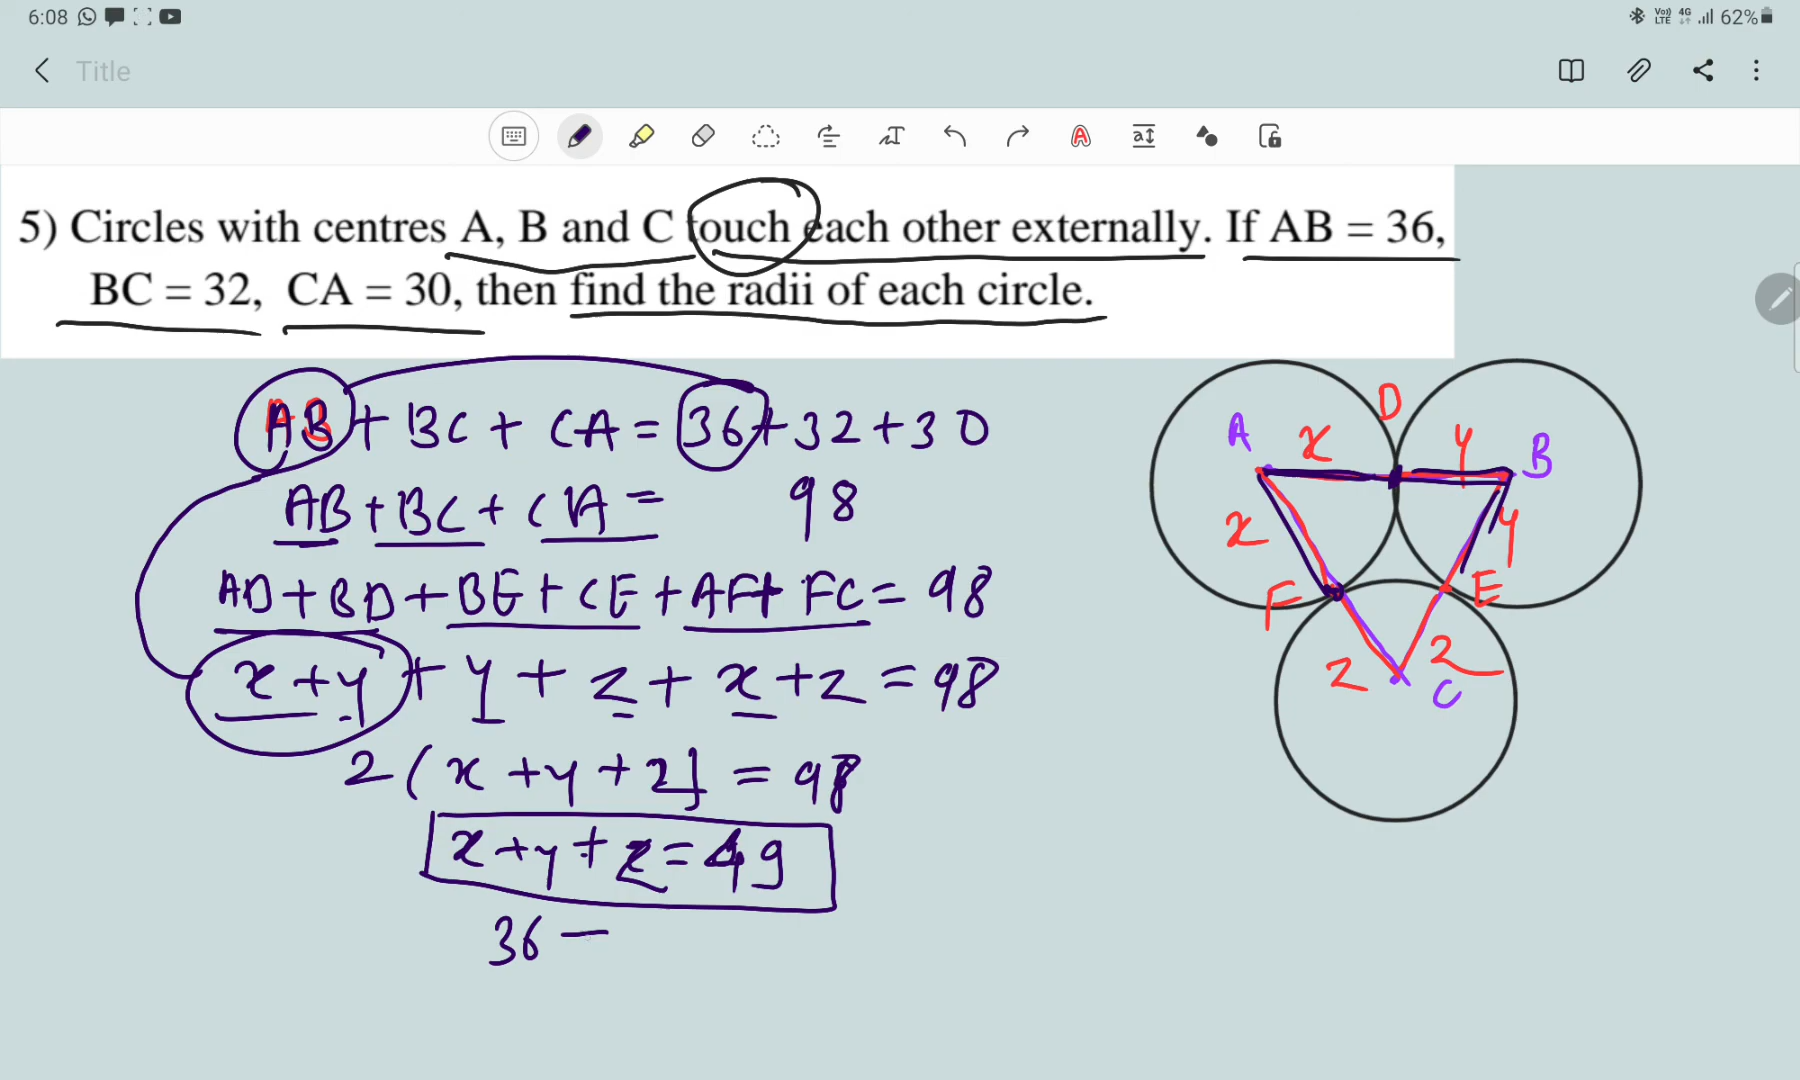 6:08
VoLTE 4G 62%
Title
5) Circles with centres A, B and C touch each other externally. If AB = 36,
BC = 32, CA = 30, then find the radii of each circle.
AB + BC + CA = 36 + 32 + 30
AB + BC + CA = 98
AD + BD + BE + CE + AF + FC = 98
x + y + y + z + x + z = 98
2 (x + y + z] = 98
x + y + z = 49
36 -
D
A x y B
x y
F E
z z
C